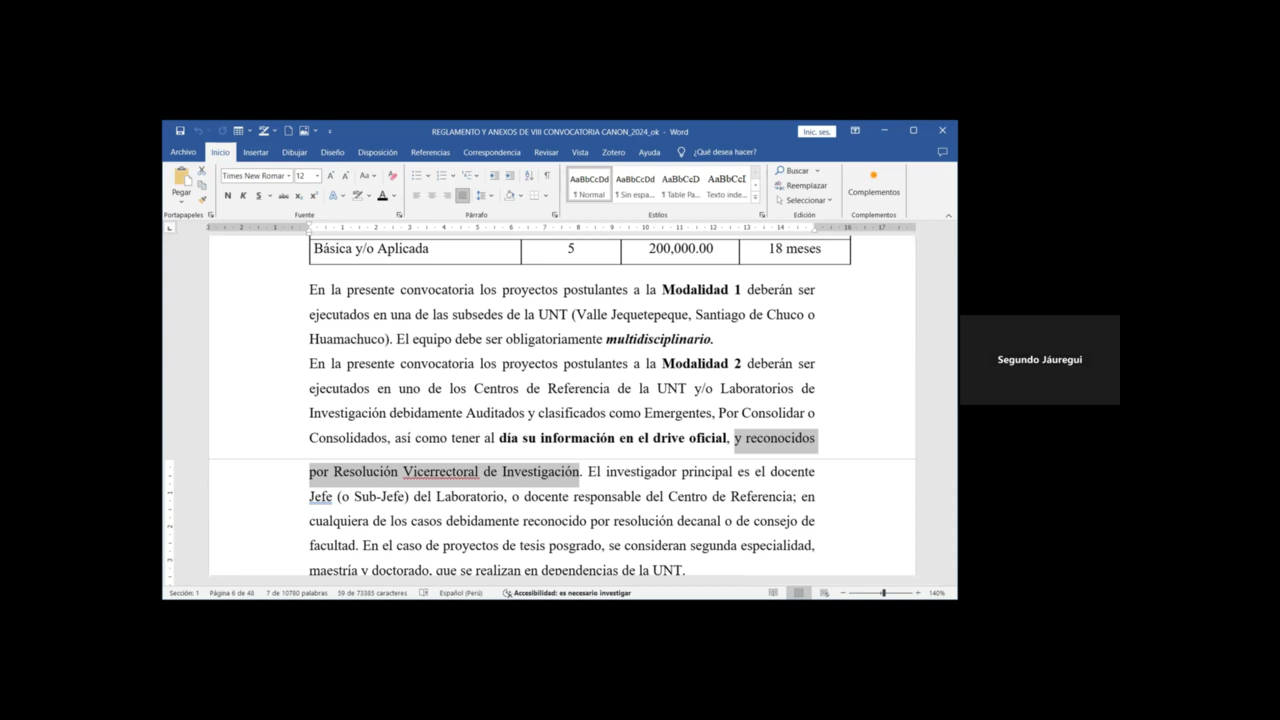 REGLAMENTO Y ANEXOS DE VIII CONVOCATORIA CANON_2024_ok - Word
Inic. ses.
Archivo Inicio Insertar Dibujar Diseño Disposición Referencias Correspondencia Revisar Vista Zotero Ayuda ¿Qué desea hacer?
Pegar
Times New Romar 12
N K S abc x₂ x²
AaBbCcDd AaBbCcDd AaBbCcD AaBbCcI
¶ Normal ¶ Sin espa... ¶ Table Pa... Texto inde...
Buscar
Reemplazar
Seleccionar
Complementos
Portapapeles Fuente Párrafo Estilos Edición Complementos
Básica y/o Aplicada 5 200,000.00 18 meses
En la presente convocatoria los proyectos postulantes a la Modalidad 1 deberán ser
ejecutados en una de las subsedes de la UNT (Valle Jequetepeque, Santiago de Chuco o
Huamachuco). El equipo debe ser obligatoriamente multidisciplinario.
En la presente convocatoria los proyectos postulantes a la Modalidad 2 deberán ser
ejecutados en uno de los Centros de Referencia de la UNT y/o Laboratorios de
Investigación debidamente Auditados y clasificados como Emergentes, Por Consolidar o
Consolidados, así como tener al día su información en el drive oficial, y reconocidos
por Resolución Vicerrectoral de Investigación. El investigador principal es el docente
Jefe (o Sub-Jefe) del Laboratorio, o docente responsable del Centro de Referencia; en
cualquiera de los casos debidamente reconocido por resolución decanal o de consejo de
facultad. En el caso de proyectos de tesis posgrado, se consideran segunda especialidad,
maestría y doctorado, que se realizan en dependencias de la UNT.
Sección: 1 Página 6 de 48 7 de 10780 palabras 59 de 73385 caracteres Español (Perú) Accesibilidad: es necesario investigar 140%
Segundo Jáuregui